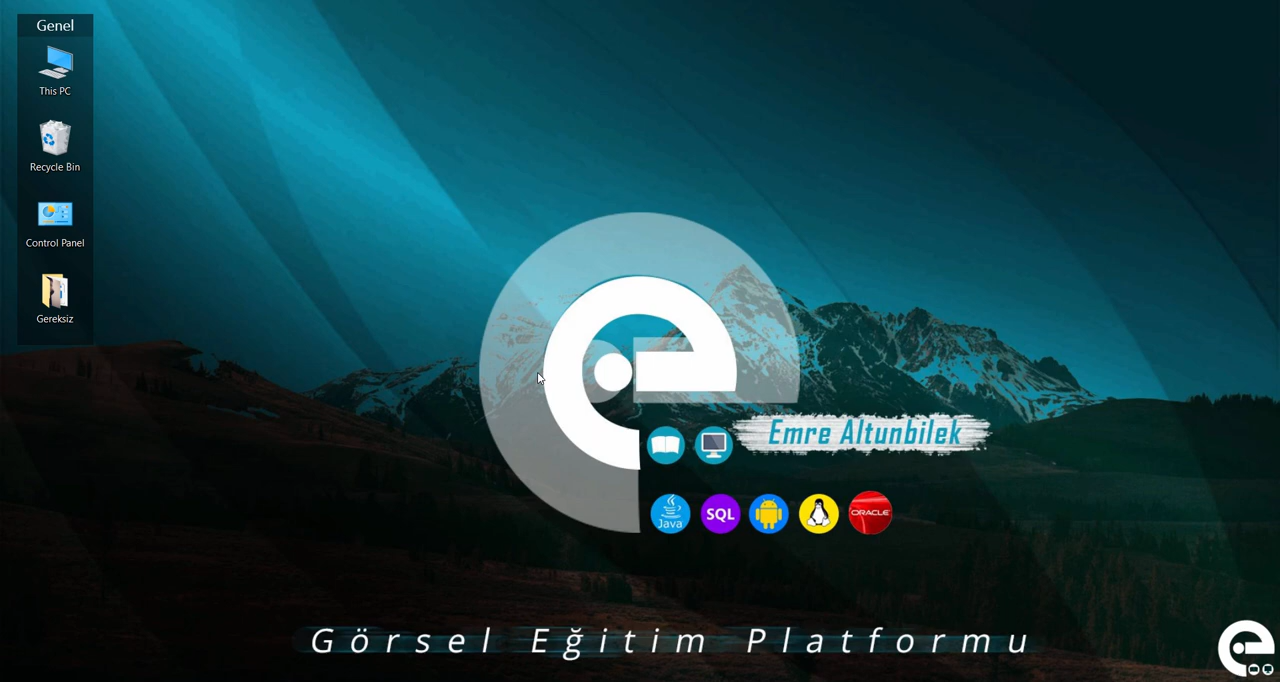 Genel
This PC
Recycle Bin
Control Panel
Gereksiz
Emre Altunbilek
Java
SQL
ORACLE
Görsel Eğitim Platformu